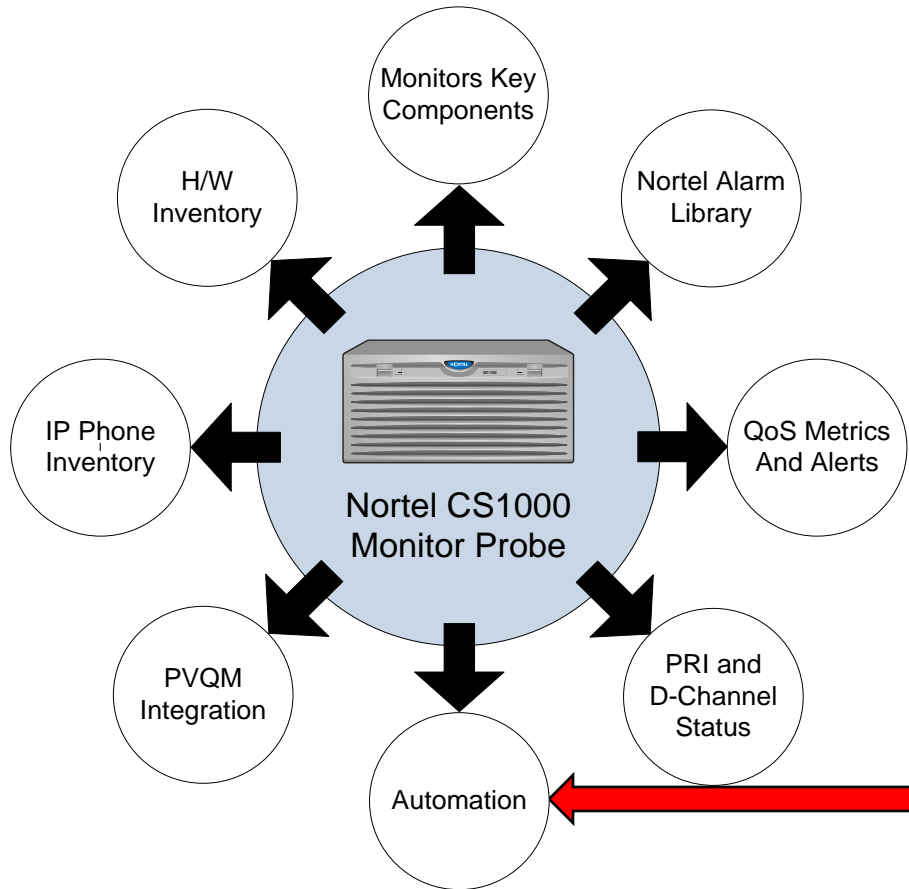 Monitors Key
Components
Nortel Alarm
Library
QoS Metrics
And Alerts
PRI and
D-Channel
Status
Automation
PVQM
Integration
IP Phone
Inventory
H/W
Inventory
NORTEL
Nortel CS1000
Monitor Probe